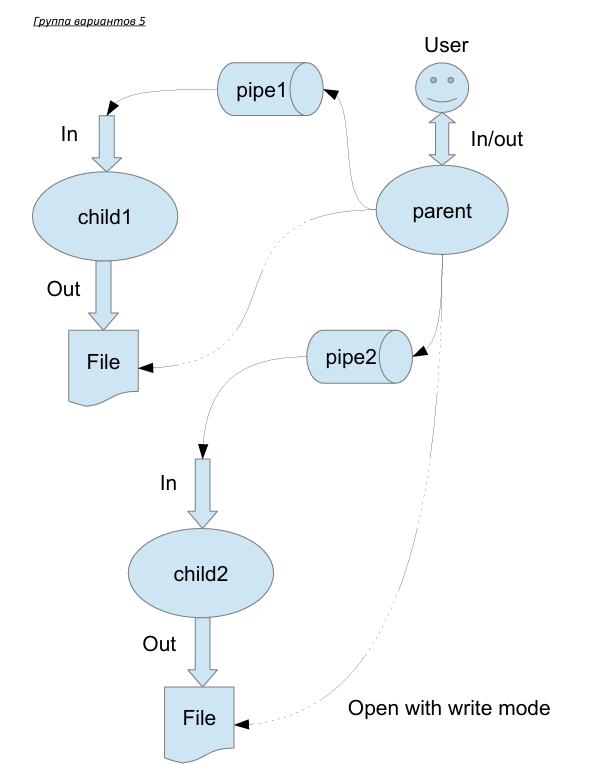 Группа вариантов 5
User
pipe1
In
In/out
child1
parent
Out
File
pipe2
In
child2
Out
File
Open with write mode